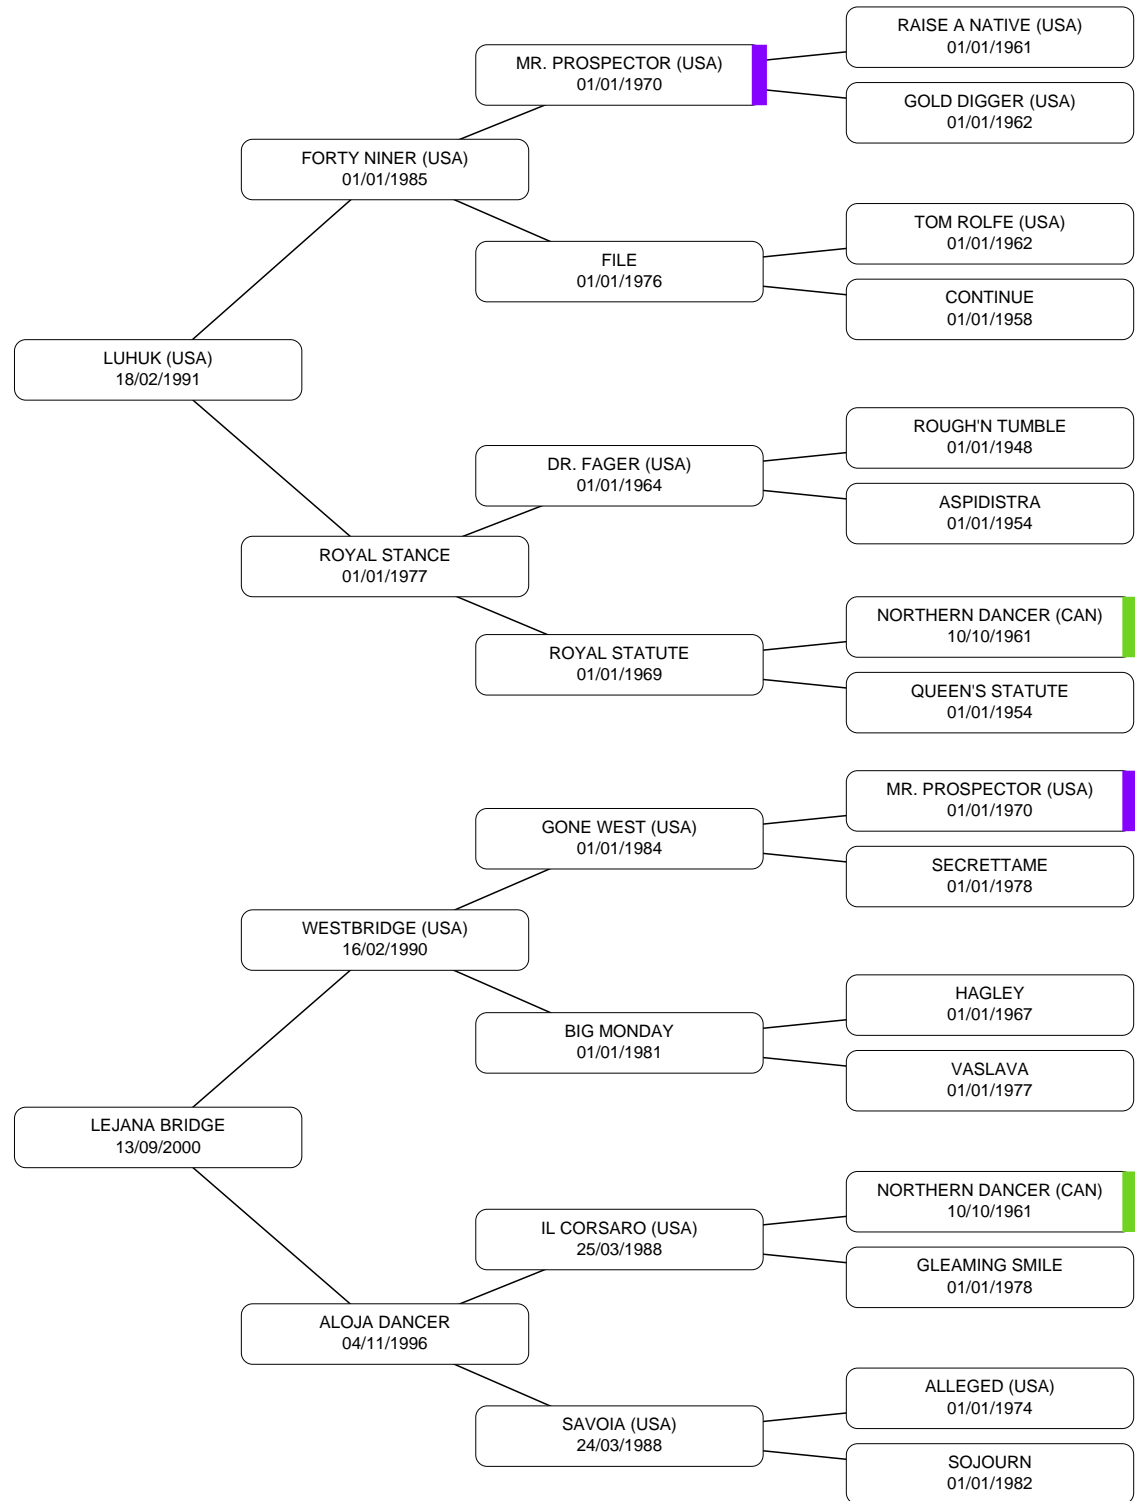 RAISE A NATIVE (USA)
01/01/1961
MR. PROSPECTOR (USA)
01/01/1970
GOLD DIGGER (USA)
01/01/1962
FORTY NINER (USA)
01/01/1985
TOM ROLFE (USA)
01/01/1962
FILE
01/01/1976
CONTINUE
01/01/1958
LUHUK (USA)
18/02/1991
ROUGH'N TUMBLE
01/01/1948
DR. FAGER (USA)
01/01/1964
ASPIDISTRA
01/01/1954
ROYAL STANCE
01/01/1977
NORTHERN DANCER (CAN)
10/10/1961
ROYAL STATUTE
01/01/1969
QUEEN'S STATUTE
01/01/1954
MR. PROSPECTOR (USA)
01/01/1970
GONE WEST (USA)
01/01/1984
SECRETTAME
01/01/1978
WESTBRIDGE (USA)
16/02/1990
HAGLEY
01/01/1967
BIG MONDAY
01/01/1981
VASLAVA
01/01/1977
LEJANA BRIDGE
13/09/2000
NORTHERN DANCER (CAN)
10/10/1961
IL CORSARO (USA)
25/03/1988
GLEAMING SMILE
01/01/1978
ALOJA DANCER
04/11/1996
ALLEGED (USA)
01/01/1974
SAVOIA (USA)
24/03/1988
SOJOURN
01/01/1982